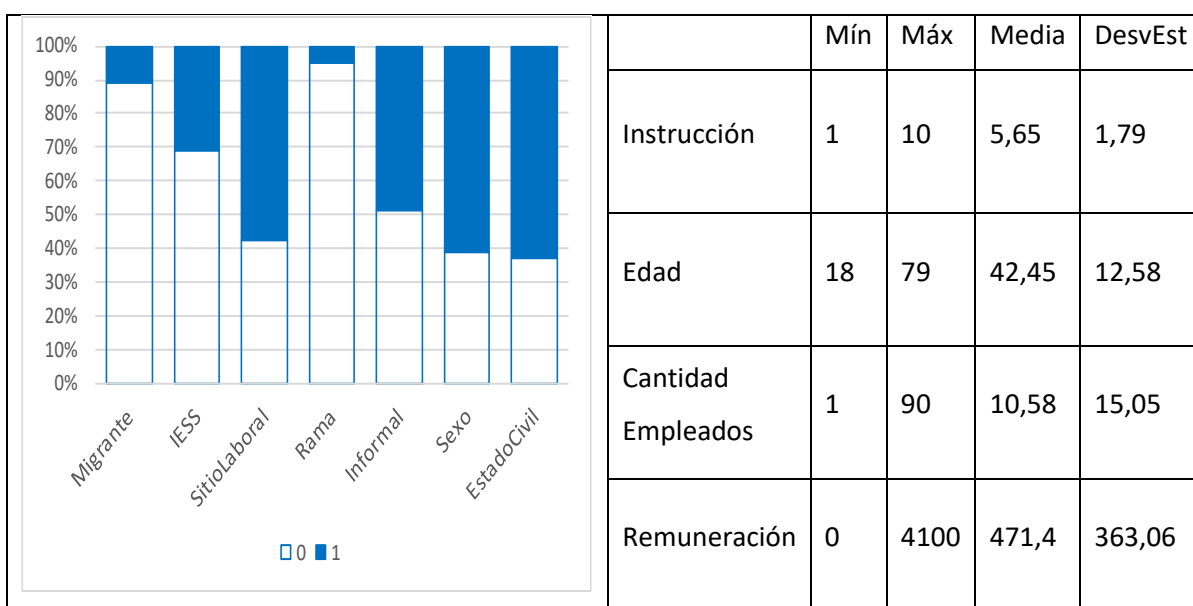 100%
90%
80%
70%
60%
50%
40%
30%
20%
10%
0%
Migrante
IESS
SitioLaboral
Rama
Informal
Sexo
EstadoCivil
0 1
Mín Máx Media DesvEst
Instrucción 1 10 5,65 1,79
Edad 18 79 42,45 12,58
Cantidad
Empleados 1 90 10,58 15,05
Remuneración 0 4100 471,4 363,06